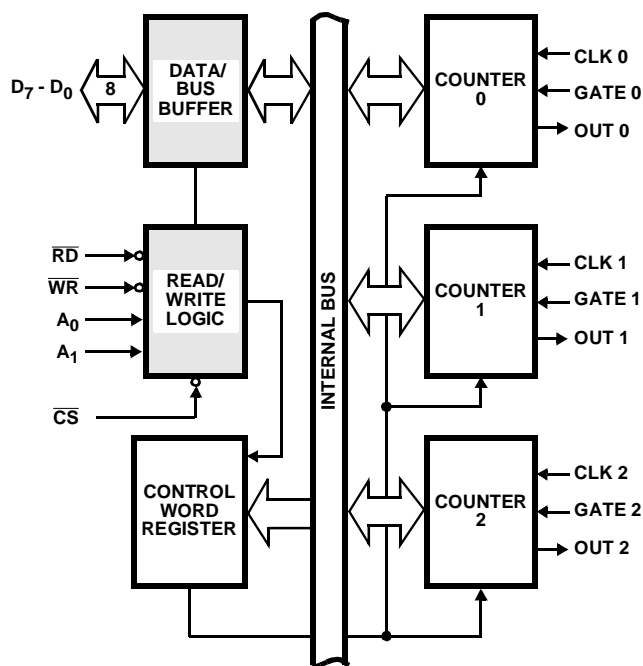 D7 - D0
8
DATA/
BUS
BUFFER
RD
WR
A0
A1
CS
READ/
WRITE
LOGIC
CONTROL
WORD
REGISTER
INTERNAL BUS
COUNTER
0
CLK 0
GATE 0
OUT 0
COUNTER
1
CLK 1
GATE 1
OUT 1
COUNTER
2
CLK 2
GATE 2
OUT 2